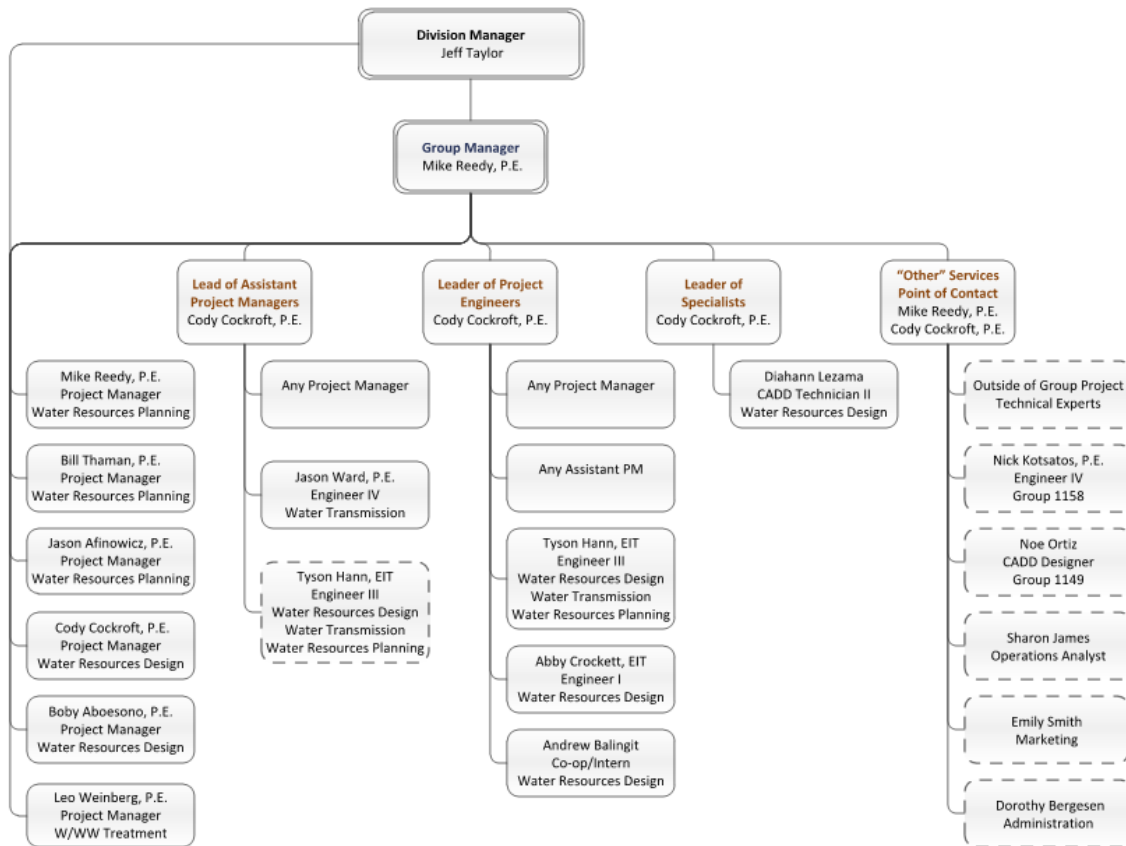 Division Manager
Jeff Taylor
Group Manager
Mike Reedy, P.E.
Lead of Assistant
Project Managers
Cody Cockroft, P.E.
Leader of Project
Engineers
Cody Cockroft, P.E.
Leader of
Specialists
Cody Cockroft, P.E.
“Other” Services
Point of Contact
Mike Reedy, P.E.
Cody Cockroft, P.E.
Mike Reedy, P.E.
Project Manager
Water Resources Planning
Bill Thaman, P.E.
Project Manager
Water Resources Planning
Jason Afinowicz, P.E.
Project Manager
Water Resources Planning
Cody Cockroft, P.E.
Project Manager
Water Resources Design
Boby Aboesono, P.E.
Project Manager
Water Resources Design
Leo Weinberg, P.E.
Project Manager
W/WW Treatment
Any Project Manager
Jason Ward, P.E.
Engineer IV
Water Transmission
Tyson Hann, EIT
Engineer III
Water Resources Design
Water Transmission
Water Resources Planning
Any Project Manager
Any Assistant PM
Tyson Hann, EIT
Engineer III
Water Resources Design
Water Transmission
Water Resources Planning
Abby Crockett, EIT
Engineer I
Water Resources Design
Andrew Balingit
Co-op/Intern
Water Resources Design
Diahann Lezama
CADD Technician II
Water Resources Design
Outside of Group Project
Technical Experts
Nick Kotsatos, P.E.
Engineer IV
Group 1158
Noe Ortiz
CADD Designer
Group 1149
Sharon James
Operations Analyst
Emily Smith
Marketing
Dorothy Bergesen
Administration